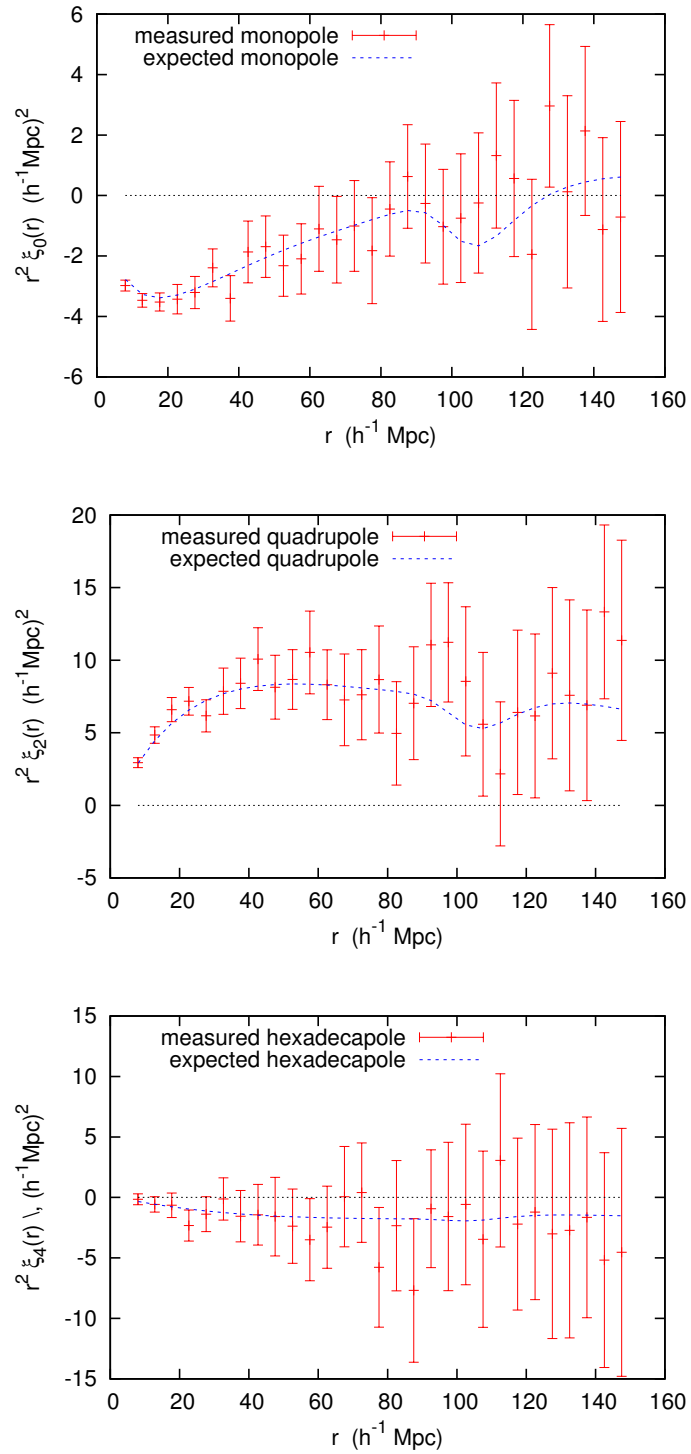 measured monopole
expected monopole
6
4
2
0
-2
-4
-6
r² ξ₀(r) (h⁻¹Mpc)²
0 20 40 60 80 100 120 140 160
r (h⁻¹ Mpc)
measured quadrupole
expected quadrupole
20
15
10
5
0
-5
r² ξ₂(r) (h⁻¹Mpc)²
0 20 40 60 80 100 120 140 160
r (h⁻¹ Mpc)
measured hexadecapole
expected hexadecapole
15
10
5
0
-5
-10
-15
r² ξ₄(r) \, (h⁻¹Mpc)²
0 20 40 60 80 100 120 140 160
r (h⁻¹ Mpc)